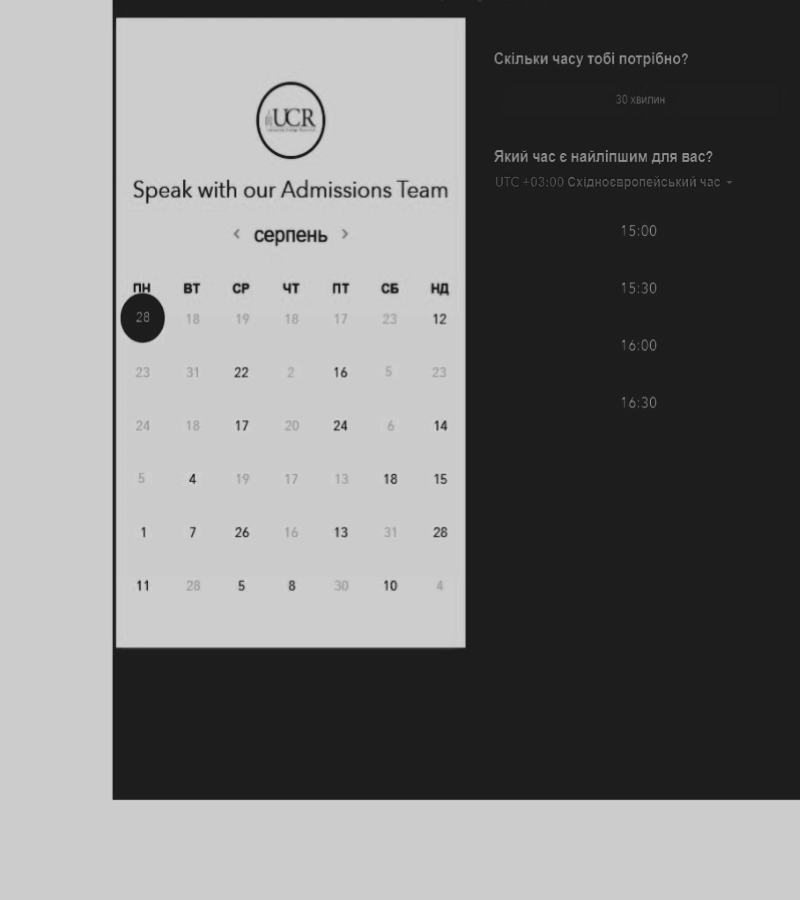 UCR
Speak with our Admissions Team
серпень
ПН ВТ СР ЧТ ПТ СБ НД
28 18 19 18 17 23 12
23 31 22 2 16 5 23
24 18 17 20 24 6 14
5 4 19 17 13 18 15
1 7 26 16 13 31 28
11 28 5 8 30 10 4
Скільки часу тобі потрібно?
30 хвилин
Який час є найліпшим для вас?
UTC +03:00 Східноєвропейський час
15:00
15:30
16:00
16:30